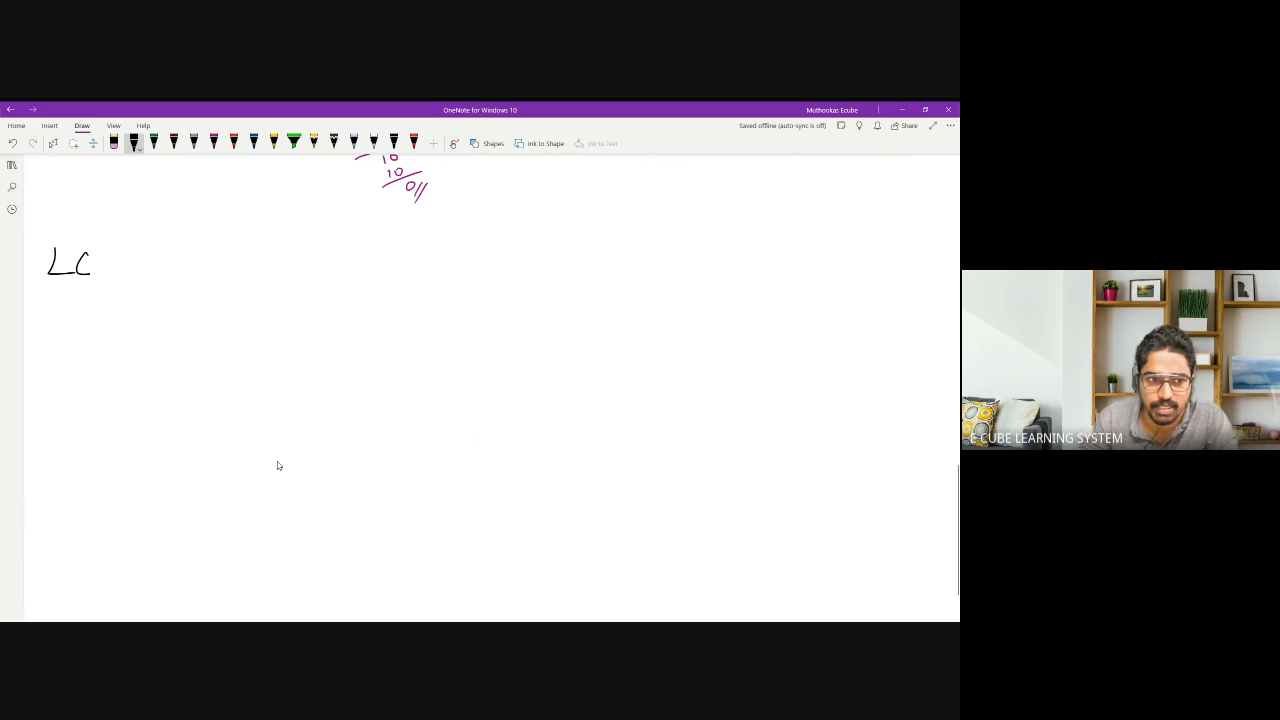 OneNote for Windows 10
Muthookas Ecube
Home Insert Draw View Help
Saved offline (auto-sync is off) Share
Shapes Ink to Shape Ink to Text
10
10
0//
LC
E CUBE LEARNING SYSTEM